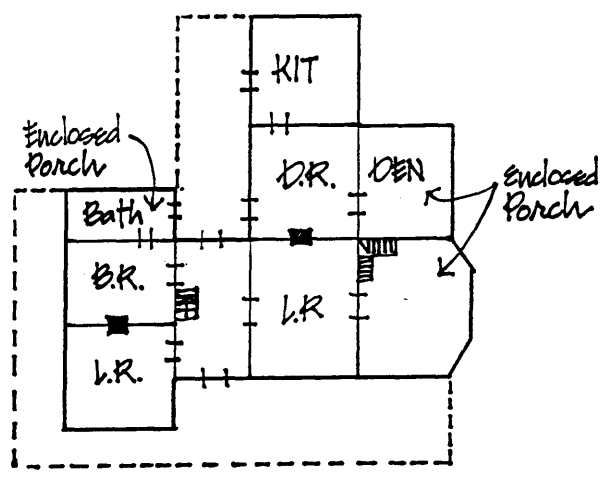 KIT
Enclosed
Porch
D.R.
DEN
Enclosed
Porch
Bath
B.R.
L.R
L.R.